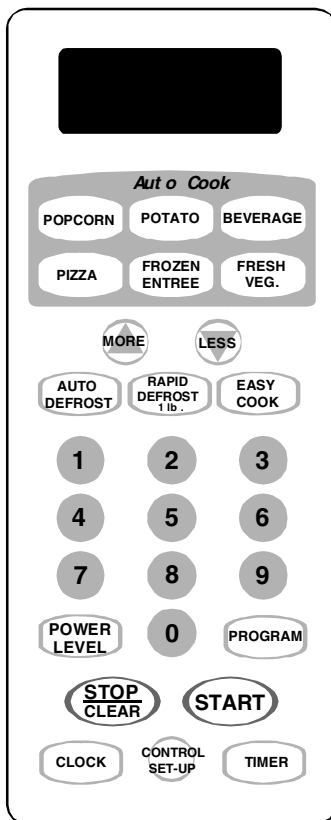 Auto Cook
POPCORN
POTATO
BEVERAGE
PIZZA
FROZEN
ENTREE
FRESH
VEG.
MORE
LESS
AUTO
DEFROST
RAPID
DEFROST
1 lb.
EASY
COOK
1
2
3
4
5
6
7
8
9
POWER
LEVEL
0
PROGRAM
STOP
CLEAR
START
CLOCK
CONTROL
SET-UP
TIMER